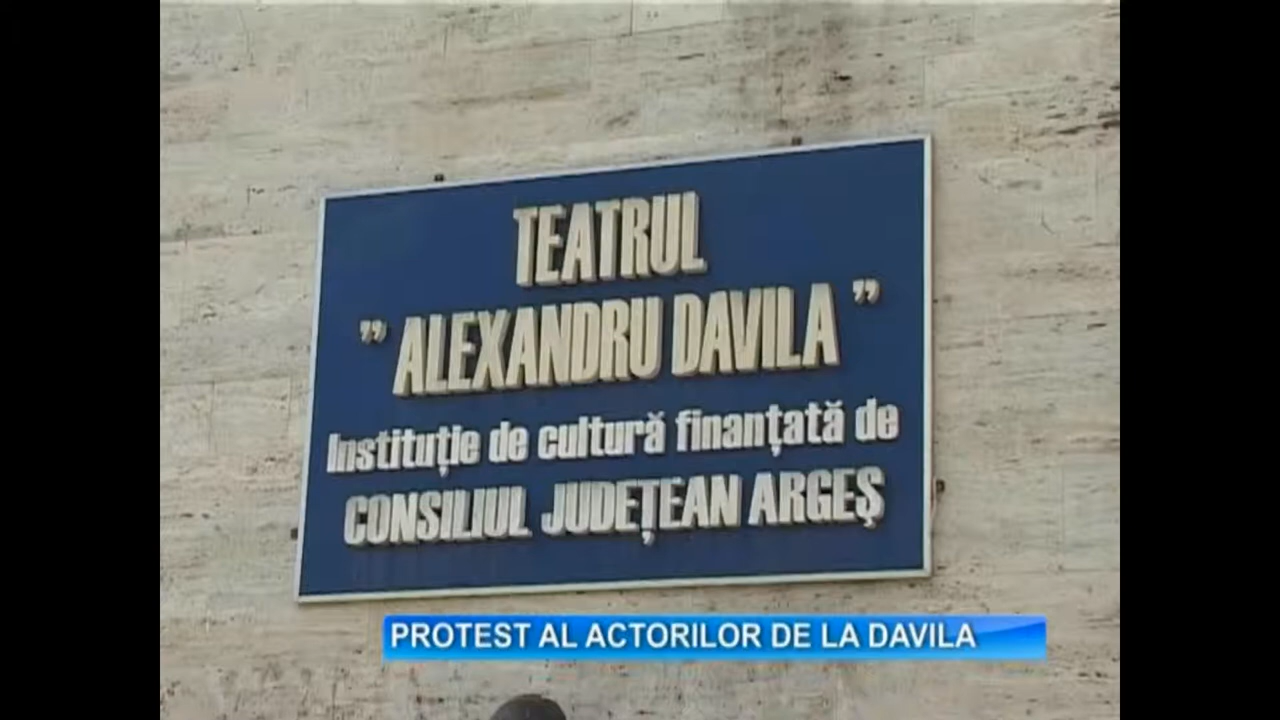 TEATRUL
” ALEXANDRU DAVILA ”
Instituție de cultură finanțată de
CONSILIUL JUDEȚEAN ARGEȘ
PROTEST AL ACTORILOR DE LA DAVILA